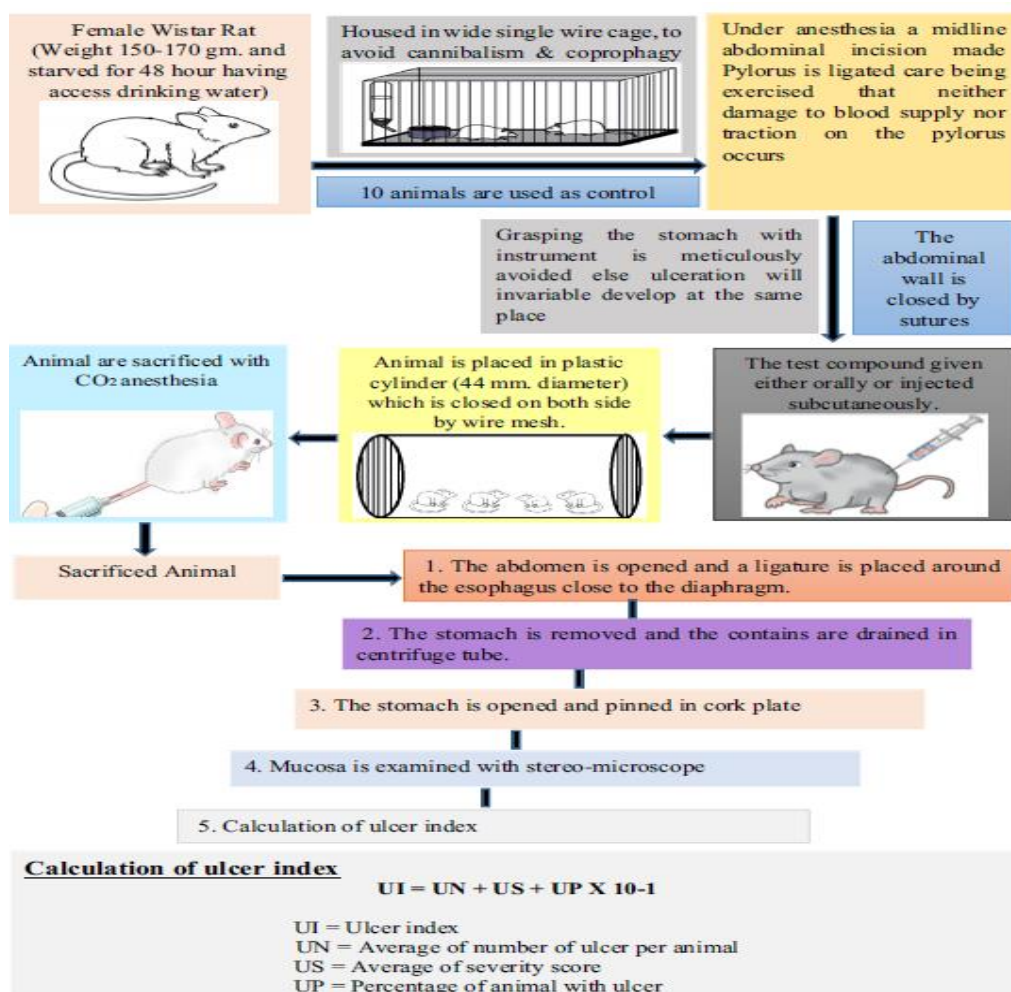 Female Wistar Rat
(Weight 150-170 gm. and
starved for 48 hour having
access drinking water)
Housed in wide single wire cage, to
avoid cannibalism & coprophagy
10 animals are used as control
Under anesthesia a midline
abdominal incision made
Pylorus is ligated care being
exercised that neither
damage to blood supply nor
traction on the pylorus
occurs
Grasping the stomach with
instrument is meticulously
avoided else ulceration will
invariable develop at the same
place
The
abdominal
wall is
closed by
sutures
The test compound given
either orally or injected
subcutaneously.
Animal is placed in plastic
cylinder (44 mm. diameter)
which is closed on both side
by wire mesh.
Animal are sacrificed with
CO2 anesthesia
Sacrificed Animal
1. The abdomen is opened and a ligature is placed around
the esophagus close to the diaphragm.
2. The stomach is removed and the contains are drained in
centrifuge tube.
3. The stomach is opened and pinned in cork plate
4. Mucosa is examined with stereo-microscope
5. Calculation of ulcer index
Calculation of ulcer index
UI = UN + US + UP X 10-1
UI = Ulcer index
UN = Average of number of ulcer per animal
US = Average of severity score
UP = Percentage of animal with ulcer